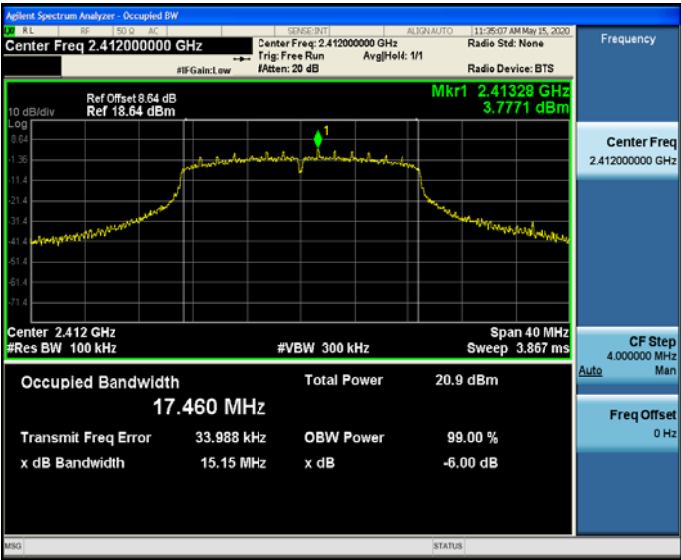 Agilent Spectrum Analyzer - Occupied BW
RL RF 50 Ω AC SENSE:INT ALIGN AUTO 11:35:07 AM May 15, 2020
Center Freq 2.412000000 GHz Center Freq: 2.412000000 GHz Radio Std: None
Trig: Free Run Avg|Hold: 1/1
#IFGain:Low #Atten: 20 dB Radio Device: BTS
Frequency
Mkr1 2.41328 GHz
3.7771 dBm
Ref Offset 8.64 dB
10 dB/div Ref 18.64 dBm
Log
8.64
-1.36
-11.4
-21.4
-31.4
-41.4
-51.4
-61.4
-71.4
1
Center 2.412 GHz Span 40 MHz
#Res BW 100 kHz #VBW 300 kHz Sweep 3.867 ms
Occupied Bandwidth Total Power 20.9 dBm
17.460 MHz
Transmit Freq Error 33.988 kHz OBW Power 99.00 %
x dB Bandwidth 15.15 MHz x dB -6.00 dB
Center Freq
2.412000000 GHz
CF Step
4.000000 MHz
Auto Man
Freq Offset
0 Hz
MSG STATUS